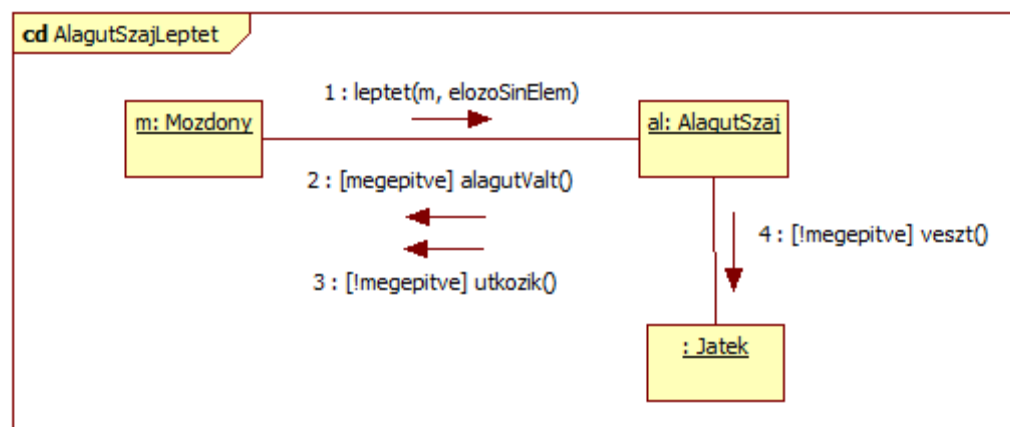 cd AlagutSzajLeptet
1 : leptet(m, elozoSinElem)
m: Mozdony
al: AlagutSzaj
2 : [megepitve] alagutValt()
3 : [!megepitve] utkozik()
4 : [!megepitve] veszt()
: Jatek